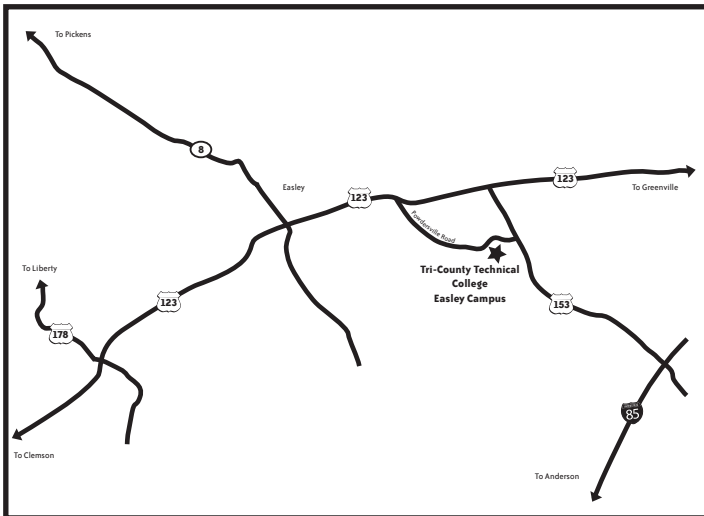 To Pickens
8
Easley
123
123
To Greenville
Powdersville Road
To Liberty
Tri-County Technical
College
Easley Campus
123
153
178
85
To Clemson
To Anderson